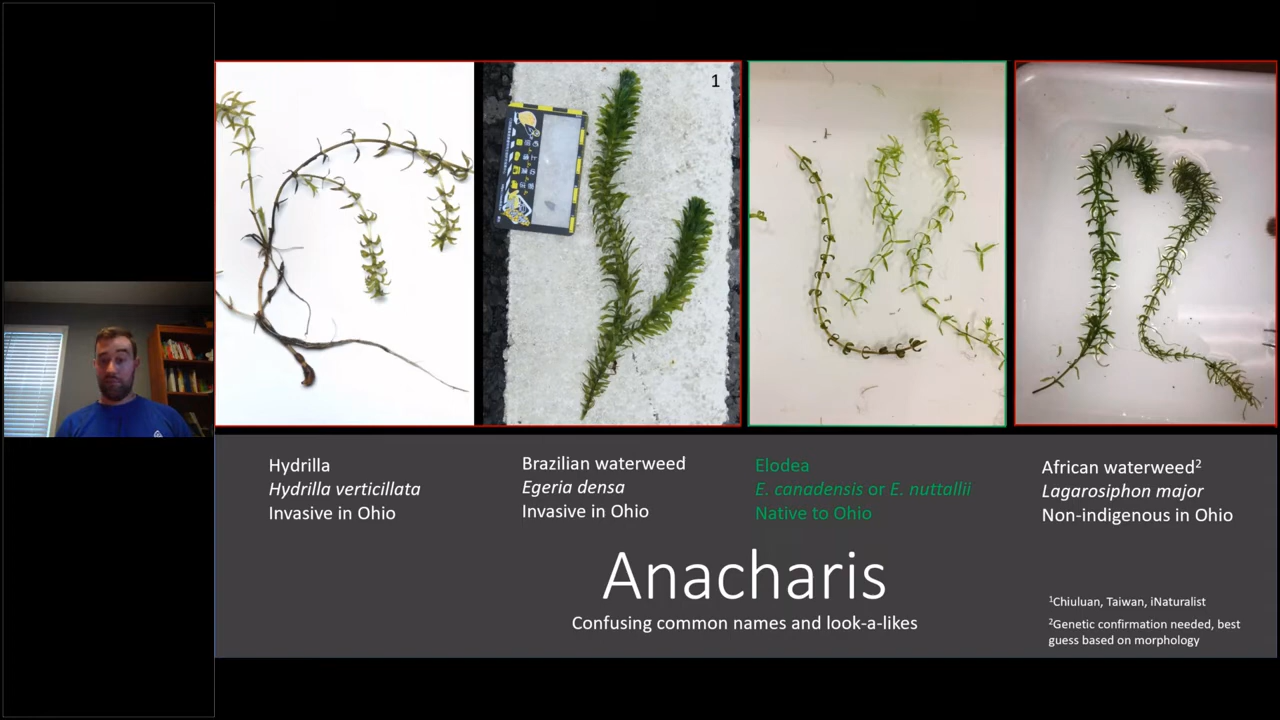 1
Hydrilla
Hydrilla verticillata
Invasive in Ohio
Brazilian waterweed
Egeria densa
Invasive in Ohio
Elodea
E. canadensis or E. nuttallii
Native to Ohio
African waterweed²
Lagarosiphon major
Non-indigenous in Ohio
Anacharis
Confusing common names and look-a-likes
¹Chiuluan, Taiwan, iNaturalist
²Genetic confirmation needed, best
guess based on morphology